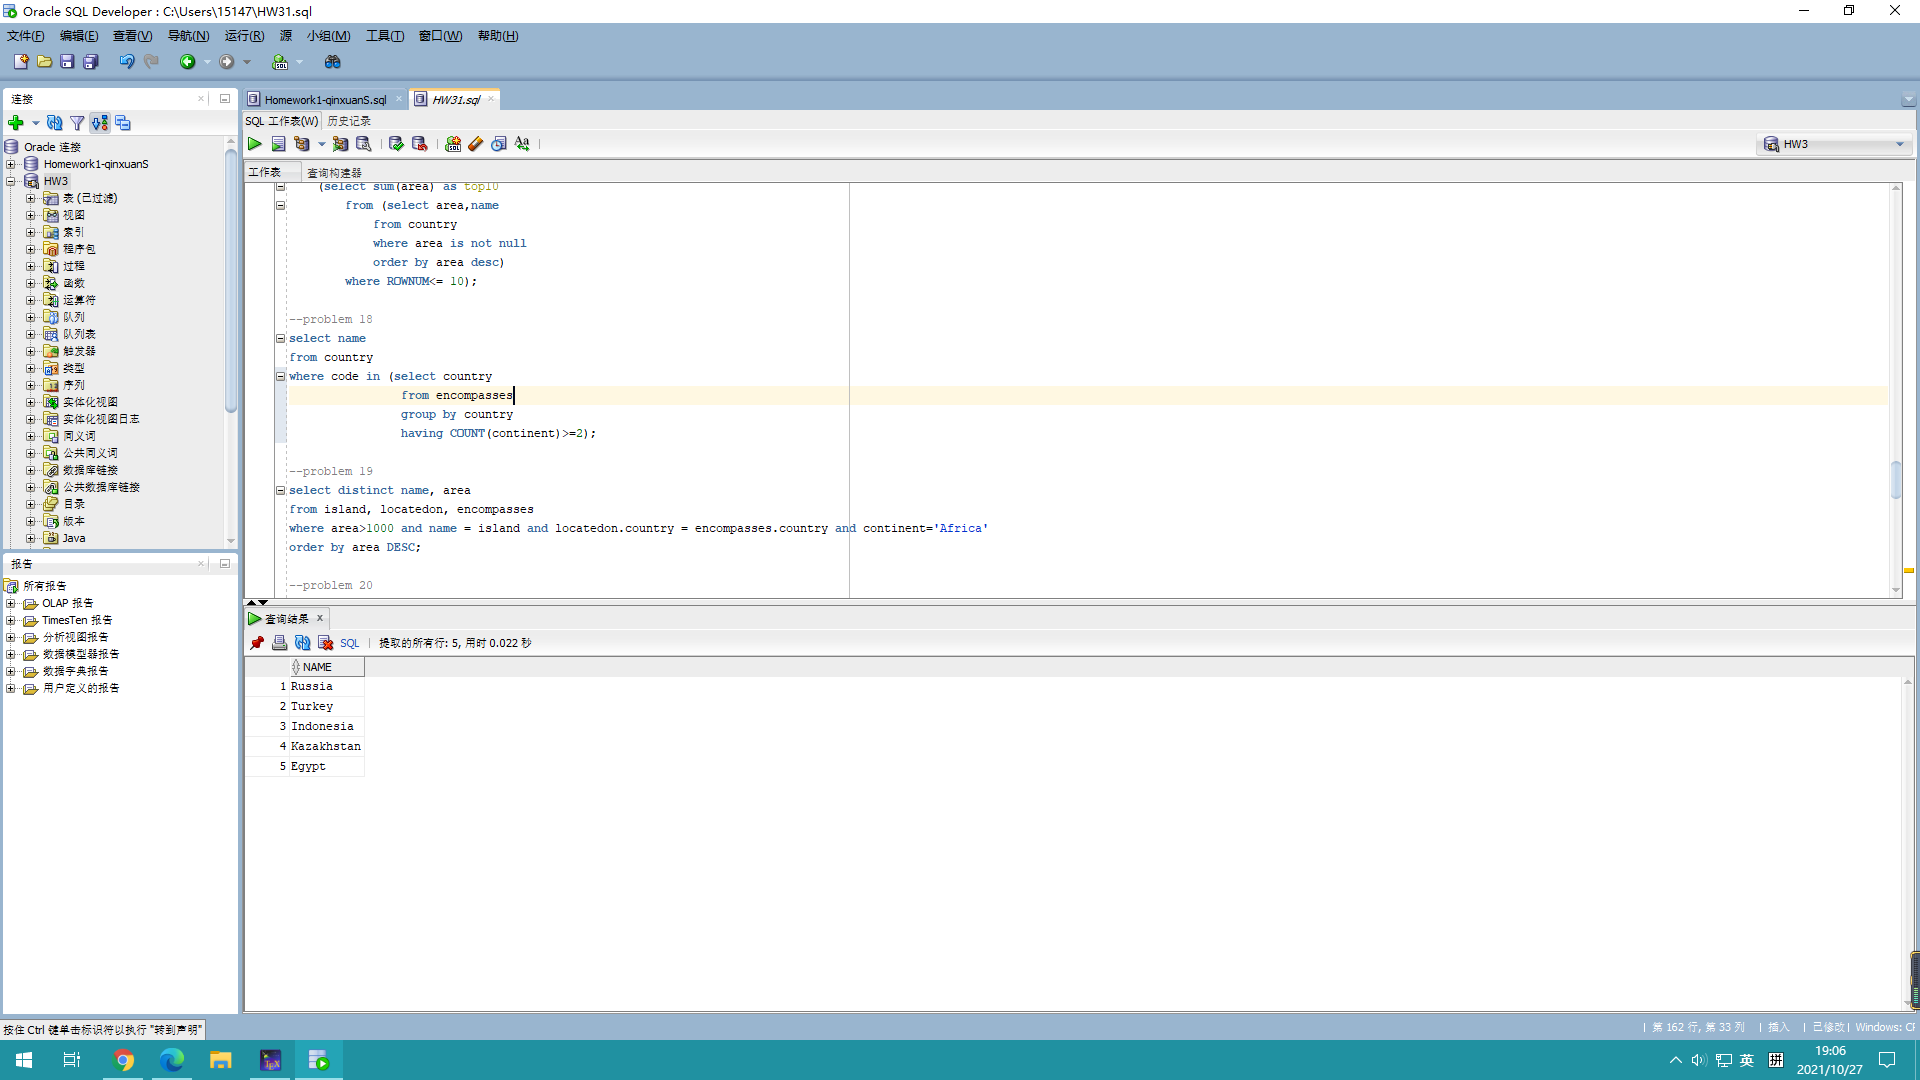 Oracle SQL Developer : C:\Users\15147\HW31.sql
文件(F) 编辑(E) 查看(V) 导航(N) 运行(R) 源 小组(M) 工具(T) 窗口(W) 帮助(H)
连接
Oracle 连接
Homework1-qinxuanS
HW3
表 (已过滤)
视图
索引
程序包
过程
函数
运算符
队列
队列表
触发器
类型
序列
实体化视图
实体化视图日志
同义词
公共同义词
数据库链接
公共数据库链接
目录
版本
Java
报告
所有报告
OLAP 报告
TimesTen 报告
分析视图报告
数据模型器报告
数据字典报告
用户定义的报告
Homework1-qinxuanS.sql HW31.sql
SQL 工作表(W) 历史记录
HW3
工作表 查询构建器
(select sum(area) as top10
from (select area,name
from country
where area is not null
order by area desc)
where ROWNUM<= 10);
--problem 18
select name
from country
where code in (select country
from encompasses
group by country
having COUNT(continent)>=2);
--problem 19
select distinct name, area
from island, locatedon, encompasses
where area>1000 and name = island and locatedon.country = encompasses.country and continent='Africa'
order by area DESC;
--problem 20
查询结果
SQL 提取的所有行: 5, 用时 0.022 秒
NAME
1 Russia
2 Turkey
3 Indonesia
4 Kazakhstan
5 Egypt
按住 Ctrl 键单击标识符以执行 "转到声明"
第 162 行, 第 33 列 插入 已修改 Windows: CF
英 拼
19:06
2021/10/27